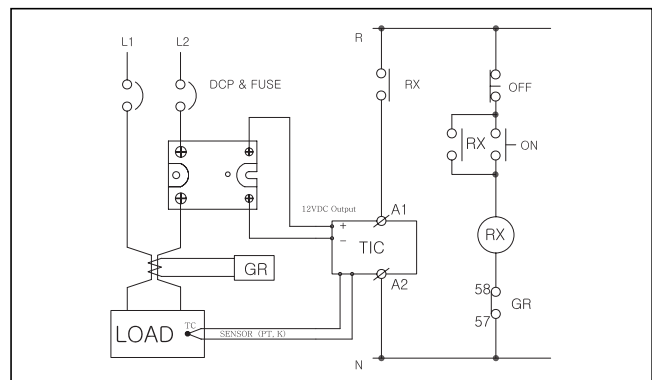 L1
L2
DCP & FUSE
R
RX
OFF
RX
ON
12VDC Output
A1
+
−
TIC
RX
A2
GR
58
GR
57
LOAD
TC
SENSOR (PT. K)
N